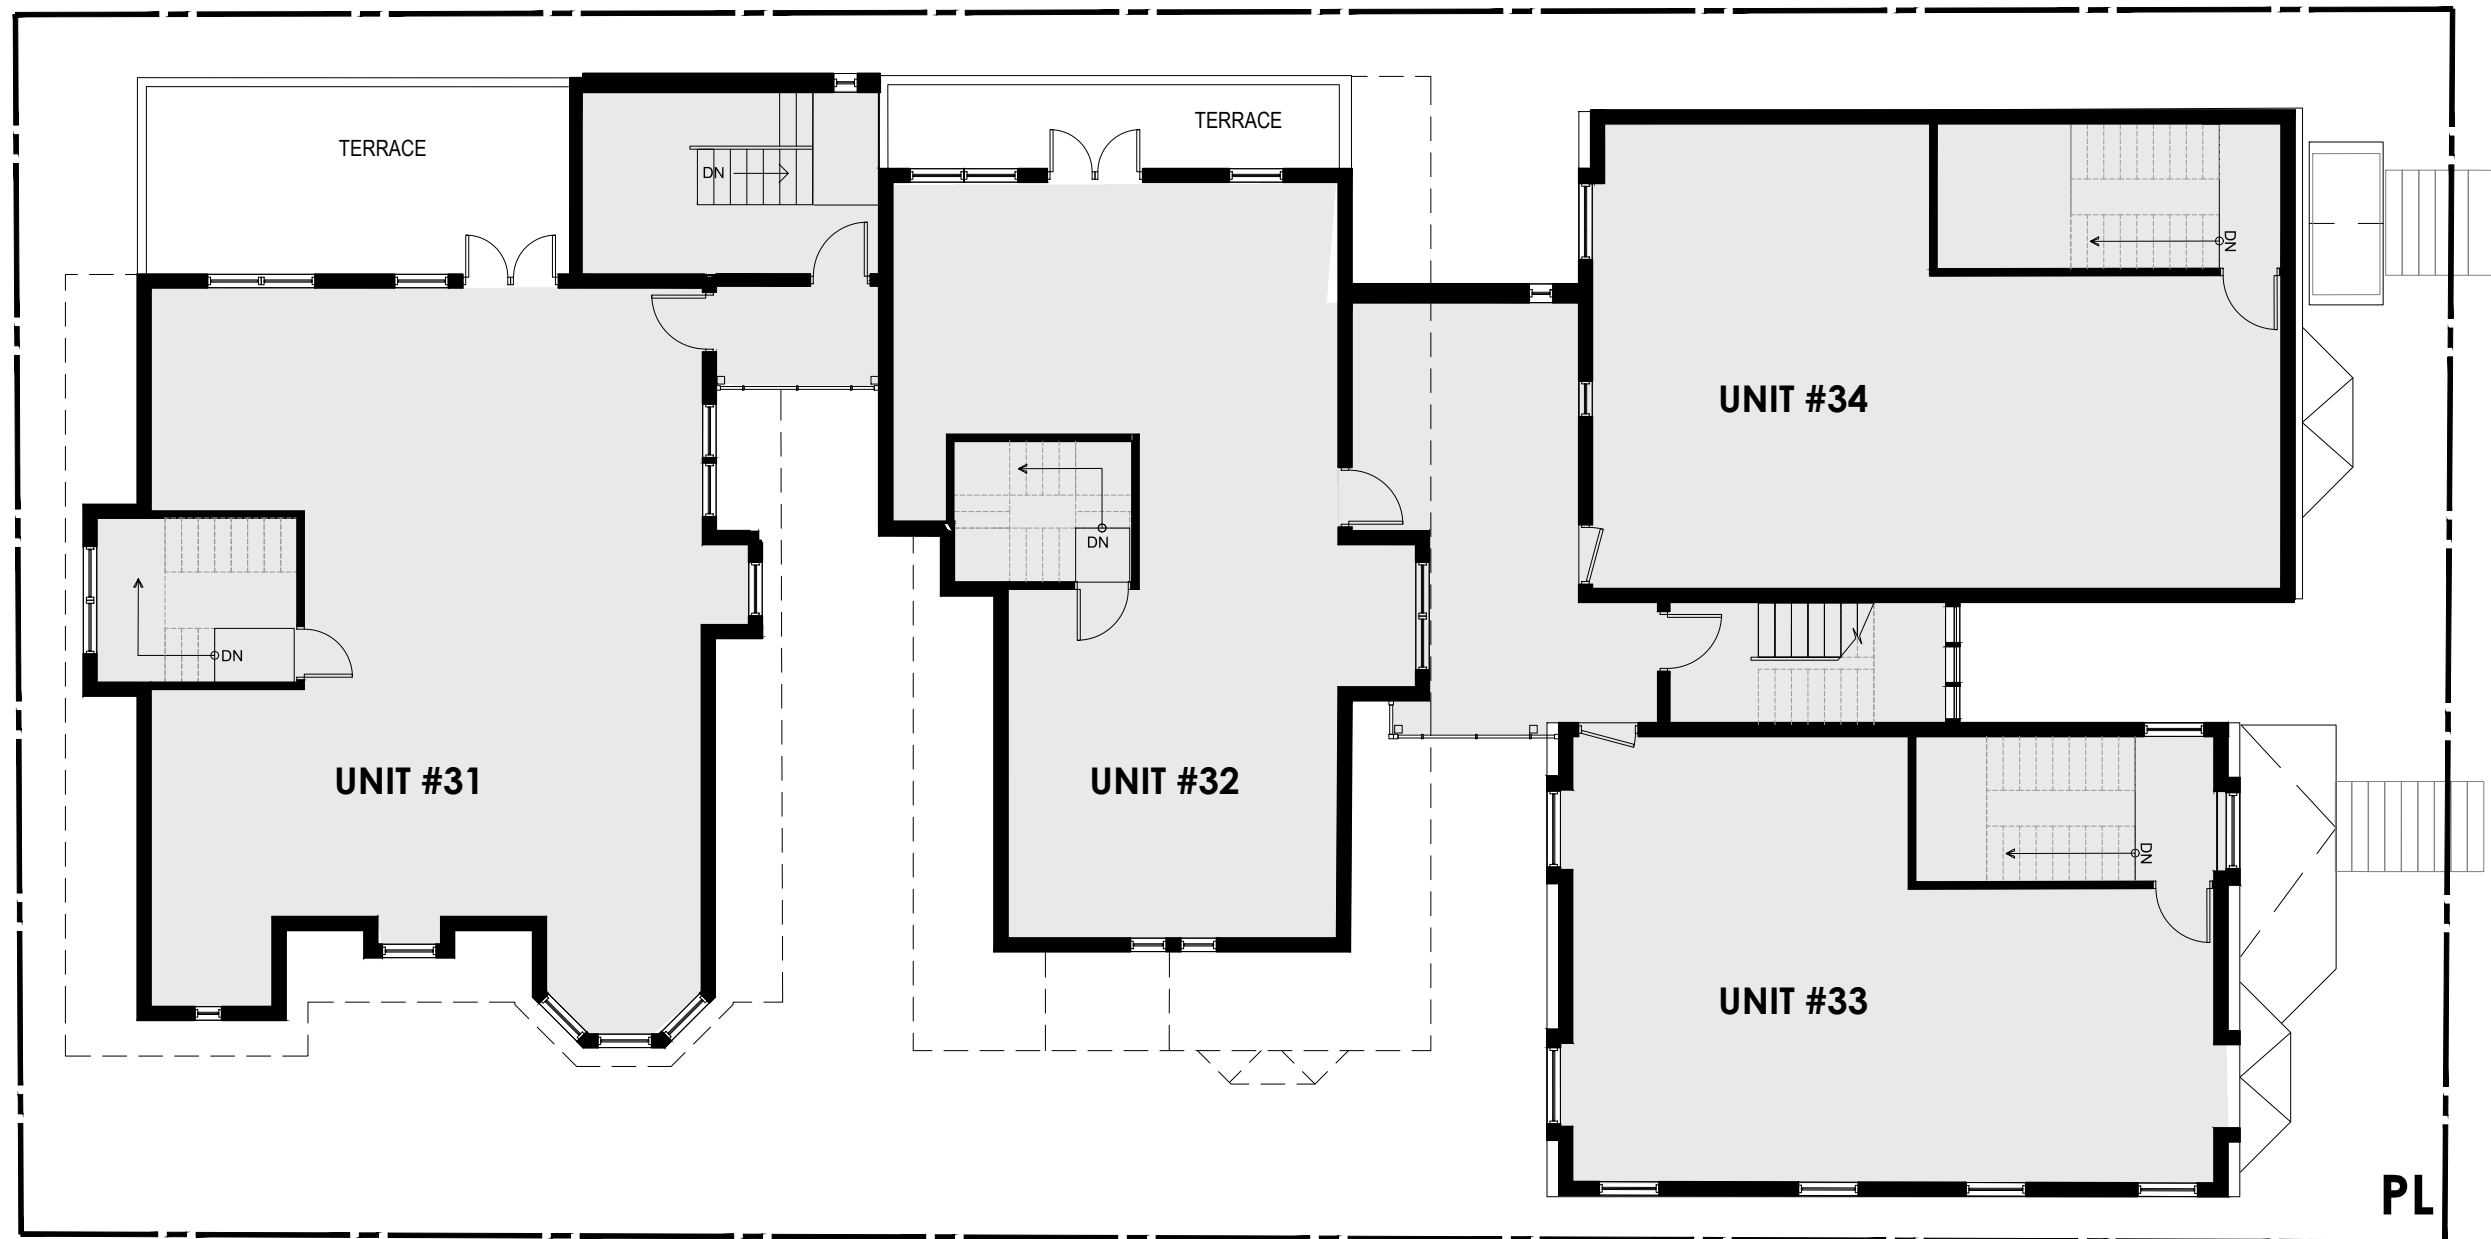 TERRACE
TERRACE
DN
DN
UNIT #34
DN
DN
UNIT #31
UNIT #32
DN
UNIT #33
PL